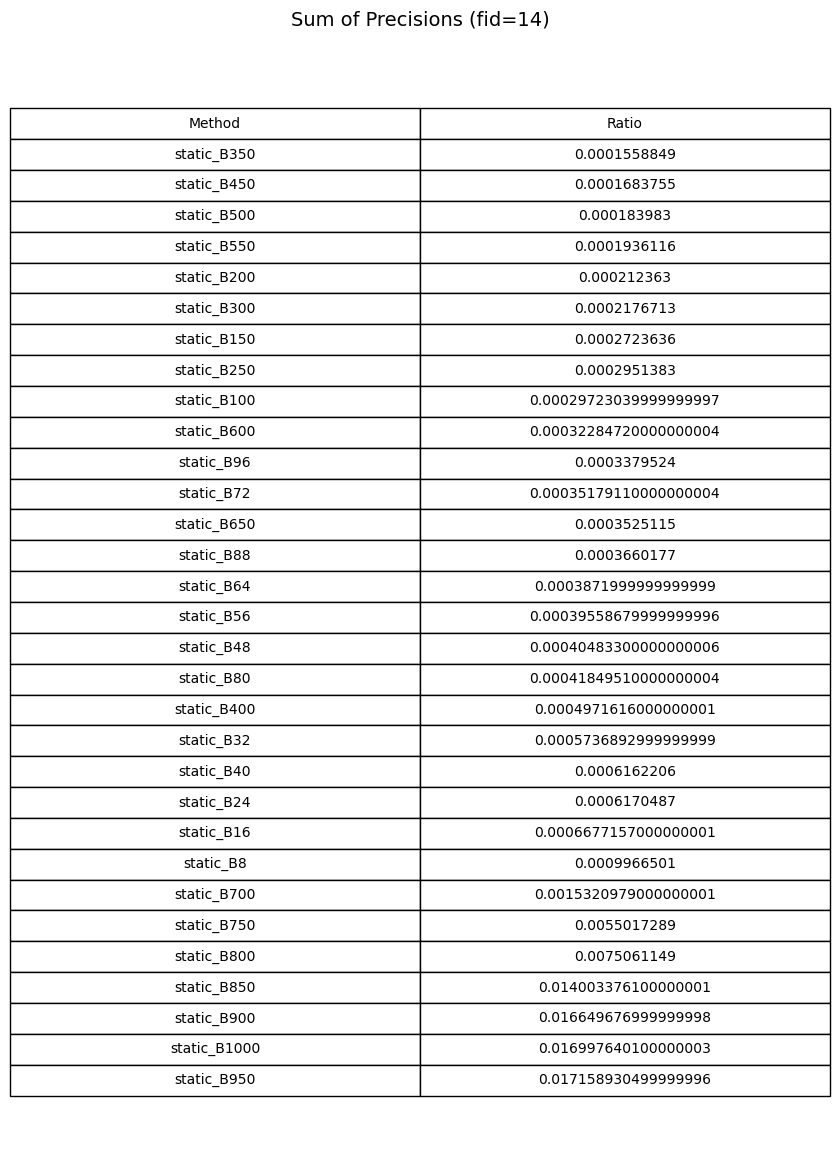 Sum of Precisions (fid=14)
Method Ratio
static_B350 0.0001558849
static_B450 0.0001683755
static_B500 0.000183983
static_B550 0.0001936116
static_B200 0.000212363
static_B300 0.0002176713
static_B150 0.0002723636
static_B250 0.0002951383
static_B100 0.00029723039999999997
static_B600 0.00032284720000000004
static_B96 0.0003379524
static_B72 0.00035179110000000004
static_B650 0.0003525115
static_B88 0.0003660177
static_B64 0.0003871999999999999
static_B56 0.00039558679999999996
static_B48 0.00040483300000000006
static_B80 0.00041849510000000004
static_B400 0.0004971616000000001
static_B32 0.0005736892999999999
static_B40 0.0006162206
static_B24 0.0006170487
static_B16 0.0006677157000000001
static_B8 0.0009966501
static_B700 0.0015320979000000001
static_B750 0.0055017289
static_B800 0.0075061149
static_B850 0.014003376100000001
static_B900 0.016649676999999998
static_B1000 0.016997640100000003
static_B950 0.017158930499999996